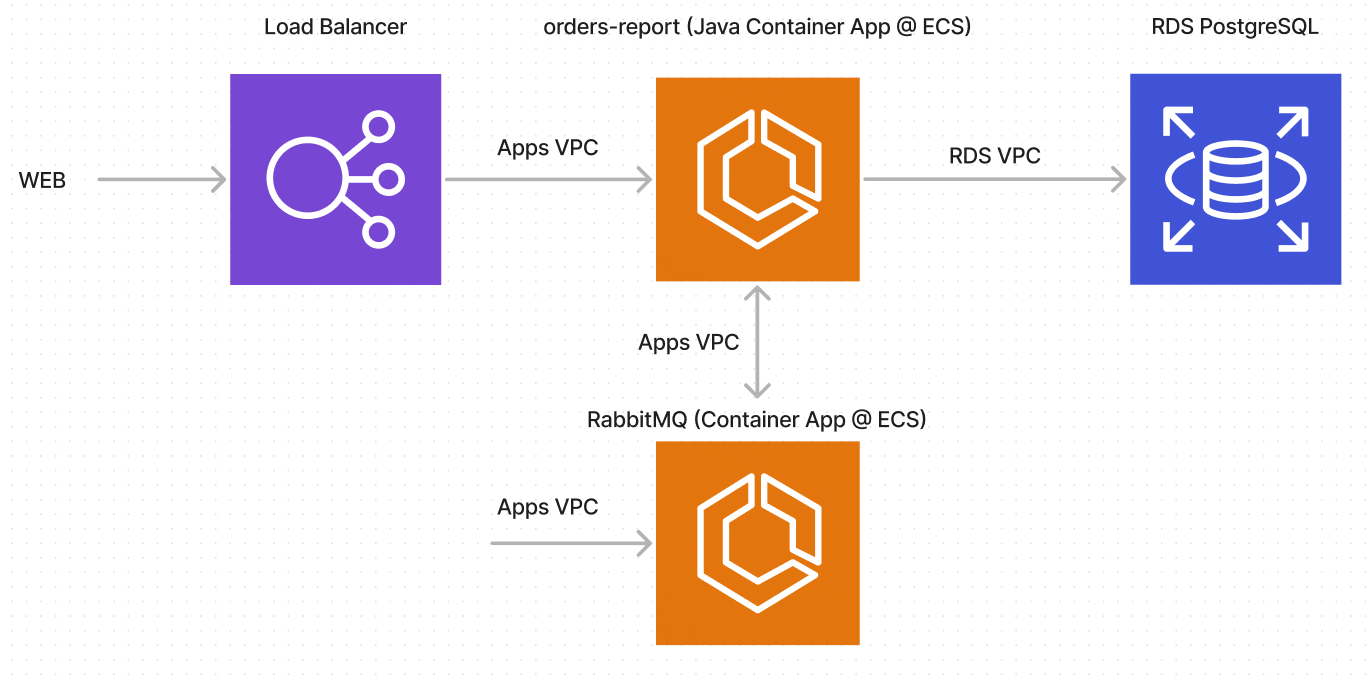 Load Balancer
orders-report (Java Container App @ ECS)
RDS PostgreSQL
WEB
Apps VPC
RDS VPC
Apps VPC
RabbitMQ (Container App @ ECS)
Apps VPC